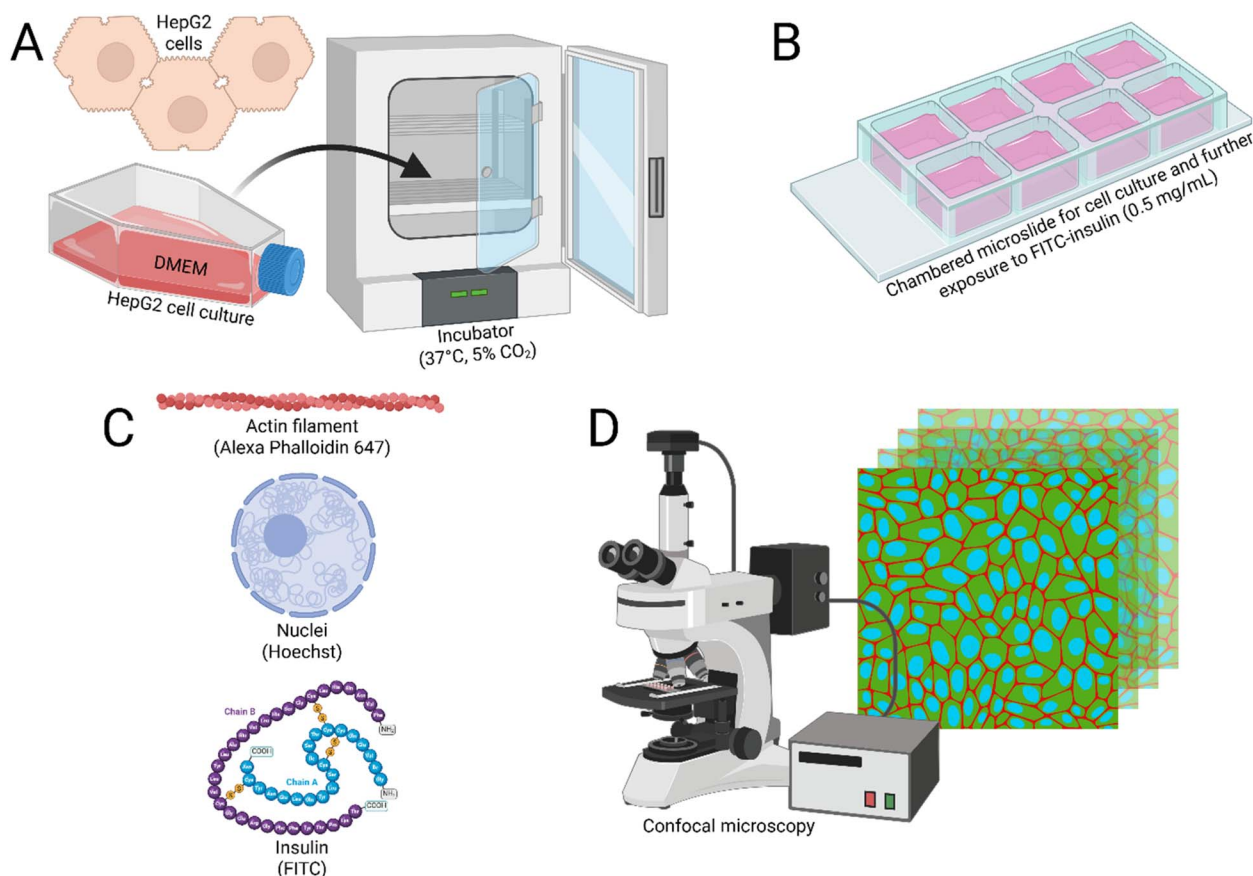 A
HepG2
cells
DMEM
HepG2 cell culture
Incubator
(37°C, 5% CO₂)
B
Chambered microslide for cell culture and further
exposure to FITC-insulin (0.5 mg/mL)
C
Actin filament
(Alexa Phalloidin 647)
Nuclei
(Hoechst)
Chain B
NH₂
COOH
Chain A
NH₂
COOH
Insulin
(FITC)
D
Confocal microscopy